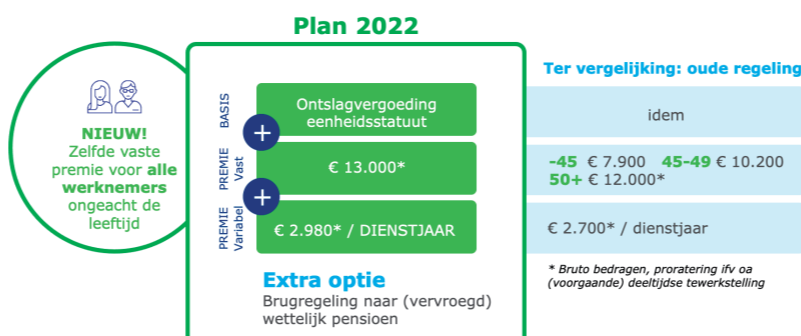 Plan 2022
NIEUW!
Zelfde vaste
premie voor alle
werknemers
ongeacht de
leeftijd
BASIS
Ontslagvergoeding
eenheidsstatuut
+
PREMIE
Vast
€ 13.000*
+
PREMIE
Variabel
€ 2.980* / DIENSTJAAR
Extra optie
Brugregeling naar (vervroegd)
wettelijk pensioen
Ter vergelijking: oude regeling
idem
-45 € 7.900 45-49 € 10.200
50+ € 12.000*
€ 2.700* / dienstjaar
* Bruto bedragen, proratering ifv oa
(voorgaande) deeltijdse tewerkstelling